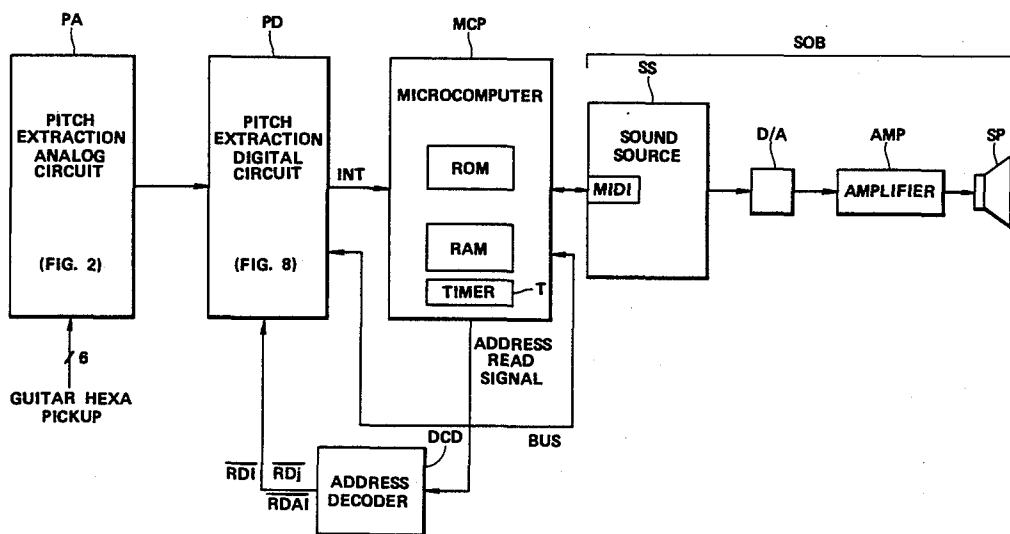 PA
PD
MCP
SOB
SS
PITCH
EXTRACTION
ANALOG
CIRCUIT
(FIG. 2)
PITCH
EXTRACTION
DIGITAL
CIRCUIT
(FIG. 8)
INT
MICROCOMPUTER
ROM
RAM
TIMER
T
SOUND
SOURCE
MIDI
D/A
AMP
AMPLIFIER
SP
6
GUITAR HEXA
PICKUP
ADDRESS
READ
SIGNAL
BUS
DCD
RDI RDj
RDAI
ADDRESS
DECODER